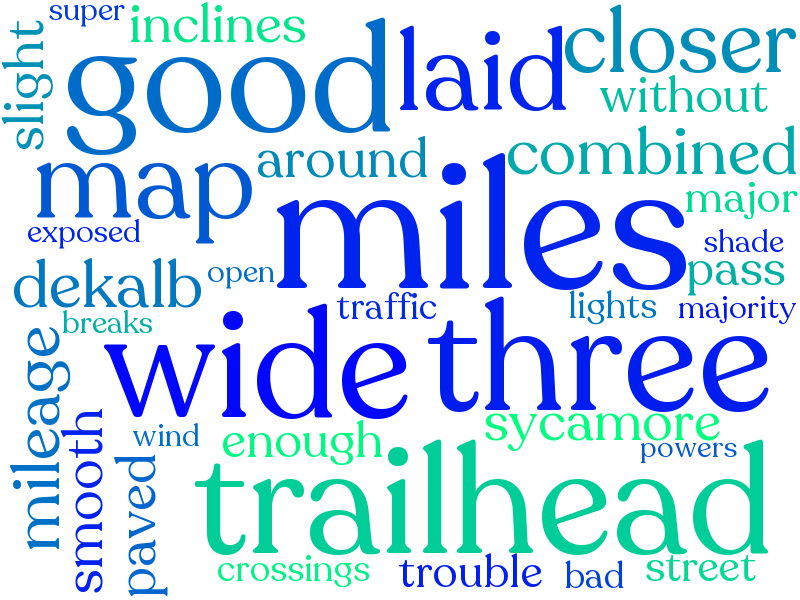 super
inclines
slight
good
laid
closer
without
map
around
combined
major
exposed
miles
shade
dekalb
open
pass
breaks
traffic
lights
majority
mileage
wide
three
smooth
wind
enough
sycamore
powers
paved
trailhead
crossings
trouble
bad
street